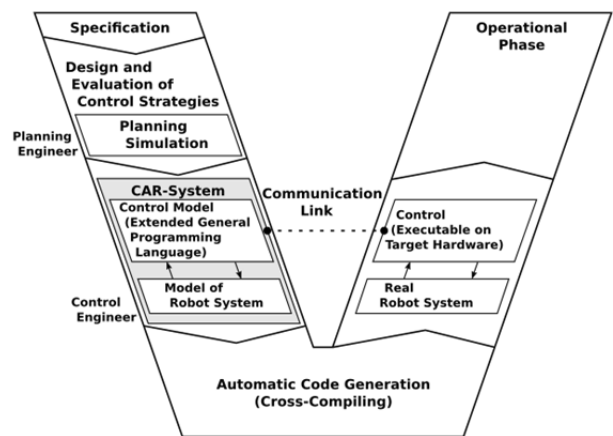 Specification
Design and
Evaluation of
Control Strategies
Planning
Simulation
Planning
Engineer
CAR-System
Control Model
(Extended General
Programming
Language)
Model of
Robot System
Control
Engineer
Communication
Link
Operational
Phase
Control
(Executable on
Target Hardware)
Real
Robot System
Automatic Code Generation
(Cross-Compiling)